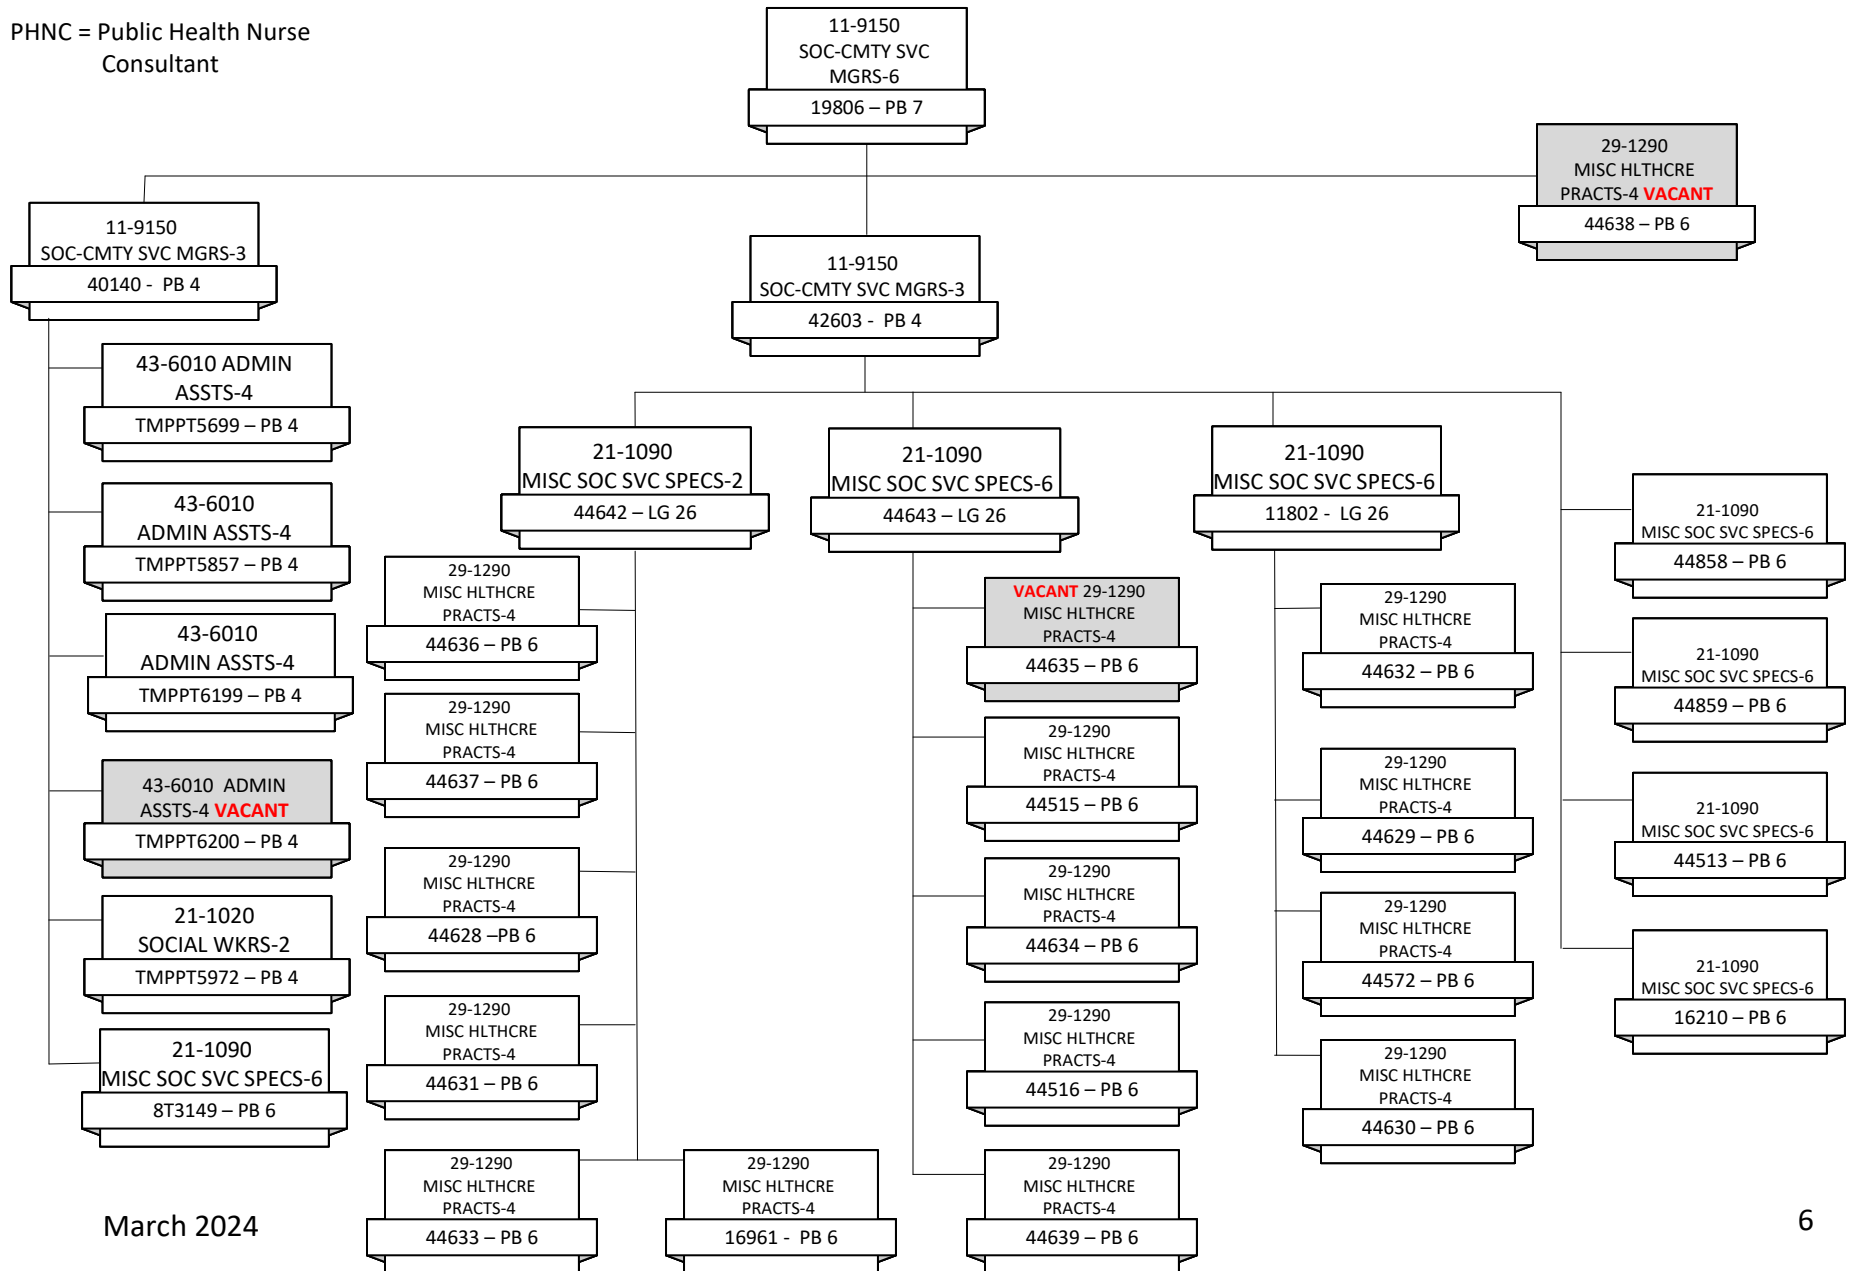 PHNC = Public Health Nurse
Consultant
11-9150
SOC-CMTY SVC
MGRS-6
19806 – PB 7
29-1290
MISC HLTHCRE
PRACTS-4 VACANT
44638 – PB 6
11-9150
SOC-CMTY SVC MGRS-3
40140 - PB 4
11-9150
SOC-CMTY SVC MGRS-3
42603 - PB 4
43-6010 ADMIN
ASSTS-4
TMPPT5699 – PB 4
43-6010
ADMIN ASSTS-4
TMPPT5857 – PB 4
43-6010
ADMIN ASSTS-4
TMPPT6199 – PB 4
43-6010 ADMIN
ASSTS-4 VACANT
TMPPT6200 – PB 4
21-1020
SOCIAL WKRS-2
TMPPT5972 – PB 4
21-1090
MISC SOC SVC SPECS-6
8T3149 – PB 6
21-1090
MISC SOC SVC SPECS-2
44642 – LG 26
29-1290
MISC HLTHCRE
PRACTS-4
44636 – PB 6
29-1290
MISC HLTHCRE
PRACTS-4
44637 – PB 6
29-1290
MISC HLTHCRE
PRACTS-4
44628 –PB 6
29-1290
MISC HLTHCRE
PRACTS-4
44631 – PB 6
29-1290
MISC HLTHCRE
PRACTS-4
44633 – PB 6
29-1290
MISC HLTHCRE
PRACTS-4
16961 - PB 6
21-1090
MISC SOC SVC SPECS-6
44643 – LG 26
VACANT 29-1290
MISC HLTHCRE
PRACTS-4
44635 – PB 6
29-1290
MISC HLTHCRE
PRACTS-4
44515 – PB 6
29-1290
MISC HLTHCRE
PRACTS-4
44634 – PB 6
29-1290
MISC HLTHCRE
PRACTS-4
44516 – PB 6
29-1290
MISC HLTHCRE
PRACTS-4
44639 – PB 6
21-1090
MISC SOC SVC SPECS-6
11802 - LG 26
29-1290
MISC HLTHCRE
PRACTS-4
44632 – PB 6
29-1290
MISC HLTHCRE
PRACTS-4
44629 – PB 6
29-1290
MISC HLTHCRE
PRACTS-4
44572 – PB 6
29-1290
MISC HLTHCRE
PRACTS-4
44630 – PB 6
21-1090
MISC SOC SVC SPECS-6
44858 – PB 6
21-1090
MISC SOC SVC SPECS-6
44859 – PB 6
21-1090
MISC SOC SVC SPECS-6
44513 – PB 6
21-1090
MISC SOC SVC SPECS-6
16210 – PB 6
March 2024
6